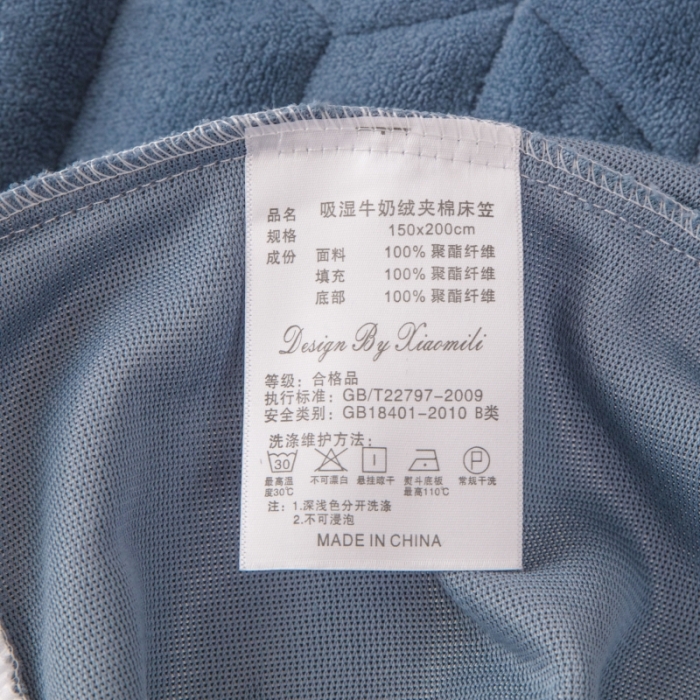 品名 吸湿牛奶绒夹棉床笠
规格 150x200cm
成份 面料 100% 聚酯纤维
填充 100% 聚酯纤维
底部 100% 聚酯纤维
Design By Xiaomili
等级：合格品
执行标准：GB/T22797-2009
安全类别：GB18401-2010 B类
洗涤维护方法：
30 P
最高温度30℃ 不可漂白 悬挂晾干 熨斗底板最高110℃ 常规干洗
注：1.深浅色分开洗涤
2.不可浸泡
MADE IN CHINA